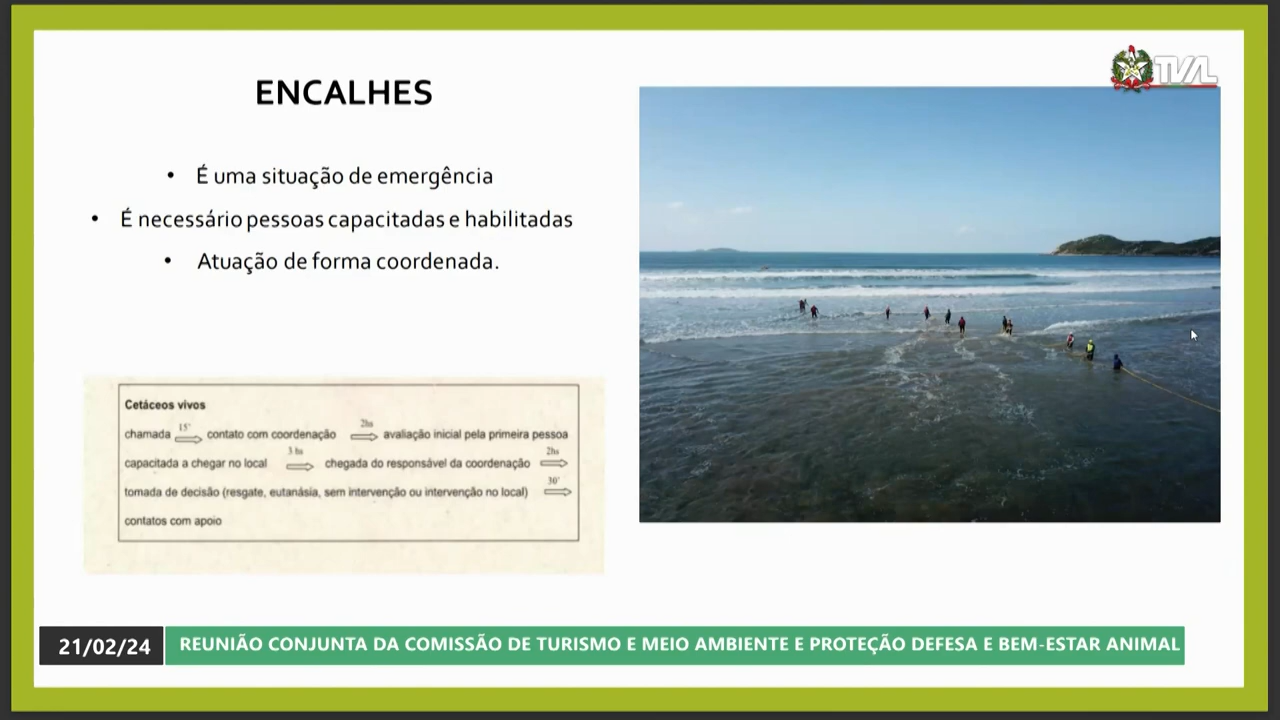 TVAL
ENCALHES
• É uma situação de emergência
• É necessário pessoas capacitadas e habilitadas
• Atuação de forma coordenada.
Cetáceos vivos
15' 2hs
chamada ⇨ contato com coordenação ⇨ avaliação inicial pela primeira pessoa
3 hs 2hs
capacitada a chegar no local ⇨ chegada do responsável da coordenação ⇨
30'
tomada de decisão (resgate, eutanásia, sem intervenção ou intervenção no local) ⇨
contatos com apoio
21/02/24 REUNIÃO CONJUNTA DA COMISSÃO DE TURISMO E MEIO AMBIENTE E PROTEÇÃO DEFESA E BEM-ESTAR ANIMAL